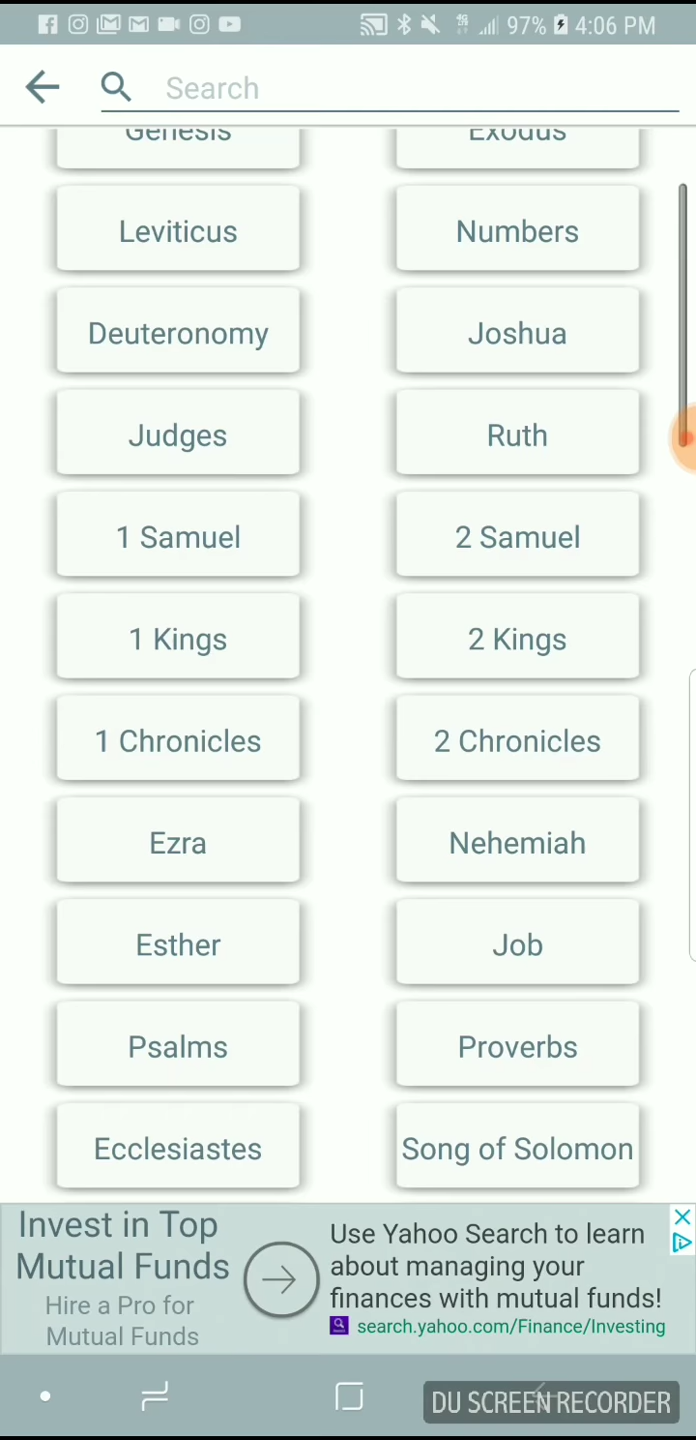 97% 4:06 PM
Search
Genesis
Exodus
Leviticus
Numbers
Deuteronomy
Joshua
Judges
Ruth
1 Samuel
2 Samuel
1 Kings
2 Kings
1 Chronicles
2 Chronicles
Ezra
Nehemiah
Esther
Job
Psalms
Proverbs
Ecclesiastes
Song of Solomon
Invest in Top
Mutual Funds
Hire a Pro for
Mutual Funds
Use Yahoo Search to learn
about managing your
finances with mutual funds!
search.yahoo.com/Finance/Investing
DU SCREEN RECORDER